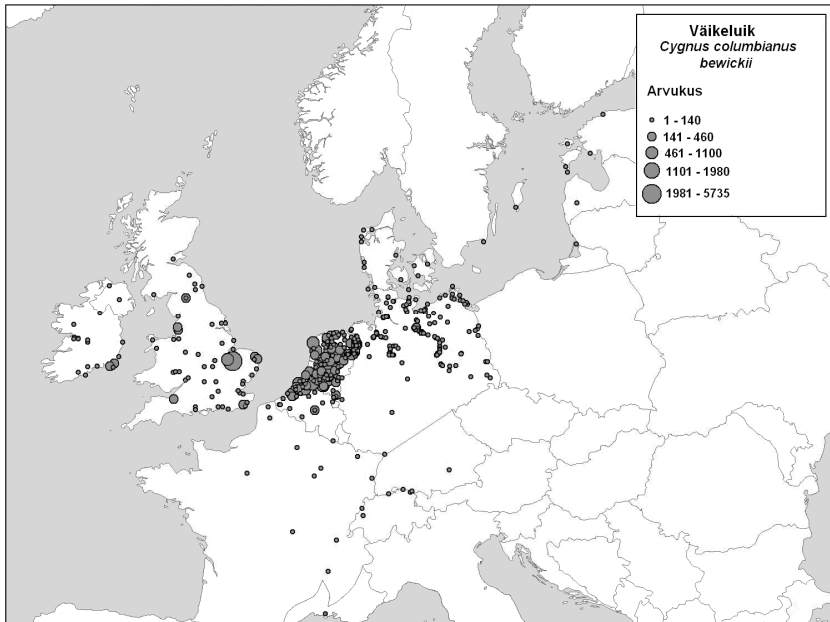 Väikeluik
Cygnus columbianus
bewickii
Arvukus
1 - 140
141 - 460
461 - 1100
1101 - 1980
1981 - 5735